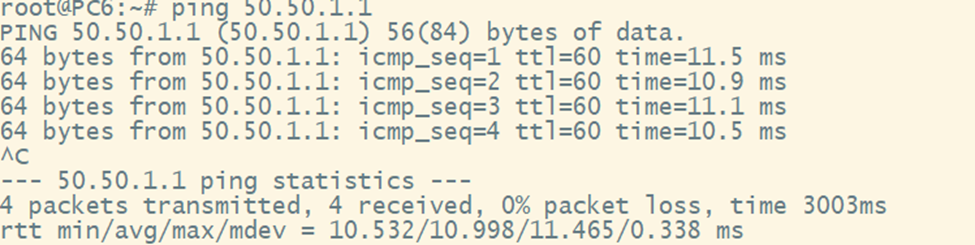 root@PC6:~# ping 50.50.1.1
PING 50.50.1.1 (50.50.1.1) 56(84) bytes of data.
64 bytes from 50.50.1.1: icmp_seq=1 ttl=60 time=11.5 ms
64 bytes from 50.50.1.1: icmp_seq=2 ttl=60 time=10.9 ms
64 bytes from 50.50.1.1: icmp_seq=3 ttl=60 time=11.1 ms
64 bytes from 50.50.1.1: icmp_seq=4 ttl=60 time=10.5 ms
^C
--- 50.50.1.1 ping statistics ---
4 packets transmitted, 4 received, 0% packet loss, time 3003ms
rtt min/avg/max/mdev = 10.532/10.998/11.465/0.338 ms